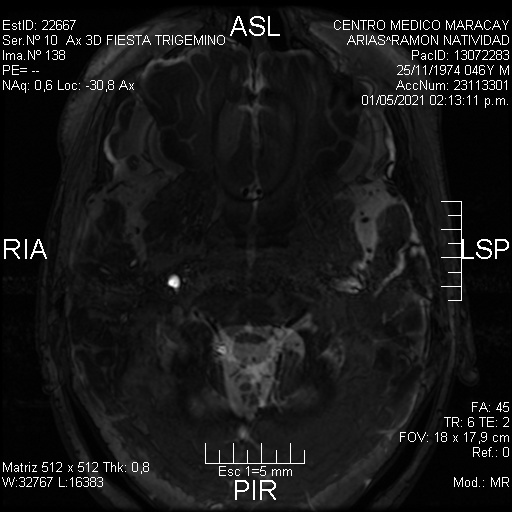 EstID: 22667
Ser.Nº 10 Ax 3D FIESTA TRIGEMINO
Ima.Nº 138
PE= --
NAq: 0,6 Loc: -30,8 Ax
ASL
CENTRO MEDICO MARACAY
ARIAS^RAMON NATIVIDAD
PacID: 13072283
25/11/1974 046Y M
AccNum: 23113301
01/05/2021 02:13:11 p.m.
RIA
LSP
FA: 45
TR: 6 TE: 2
FOV: 18 x 17,9 cm
Ref.: 0
Mod.: MR
Matriz 512 x 512 Thk: 0,8
W:32767 L:16383
Esc 1=5 mm
PIR